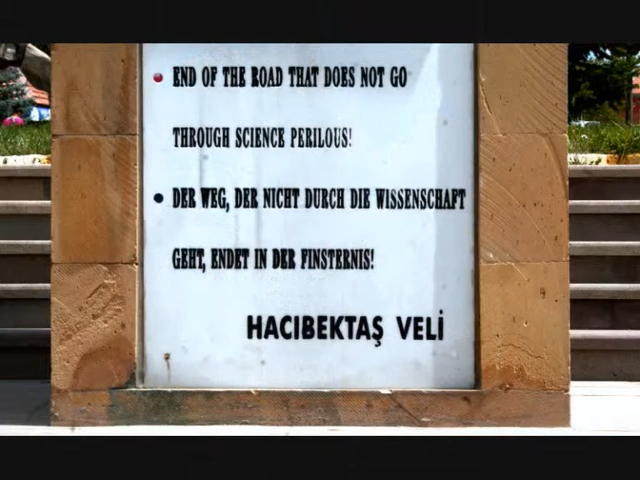 END OF THE ROAD THAT DOES NOT GO
THROUGH SCIENCE PERILOUS!
DER WEG, DER NICHT DURCH DIE WISSENSCHAFT
GEHT, ENDET IN DER FINSTERNIS!
HACIBEKTAŞ VELİ